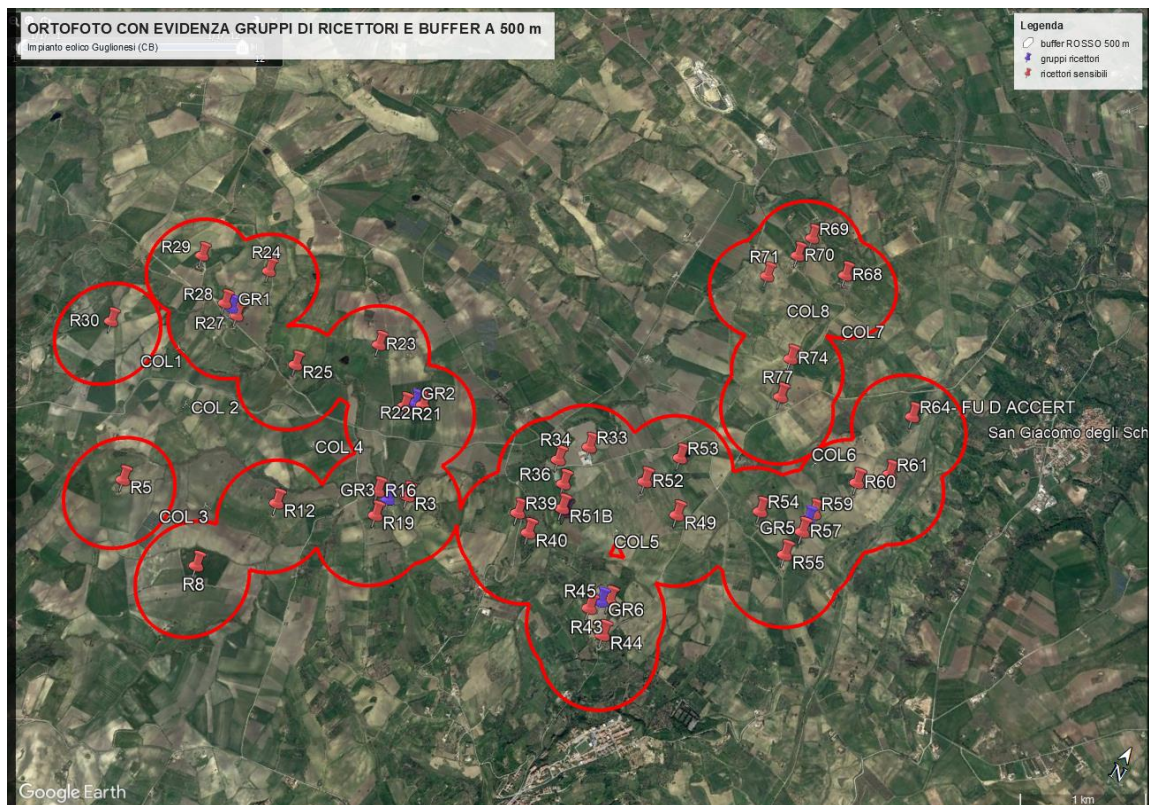 ORTOFOTO CON EVIDENZA GRUPPI DI RICETTORI E BUFFER A 500 m
Impianto eolico Guglionesi (CB)
Legenda
buffer ROSSO 500 m
gruppi ricettori
ricettori sensibili
R69
R29
R24
R70
R71
R68
R28
GR1
R30
R27
COL8
COL7
R23
COL1
R74
R25
R77
GR2
COL 2
R22
R21
R64- FU D ACCERT
San Giacomo degli Sch
COL 4
R34
R33
R53
COL6
R36
R61
R5
GR3
R16
R52
R60
R12
R3
R39
R51B
R54
R59
COL 3
R19
R49
GR5
R57
R40
COL5
R55
R8
R45
GR6
R43
R44
N
Google Earth
1 km